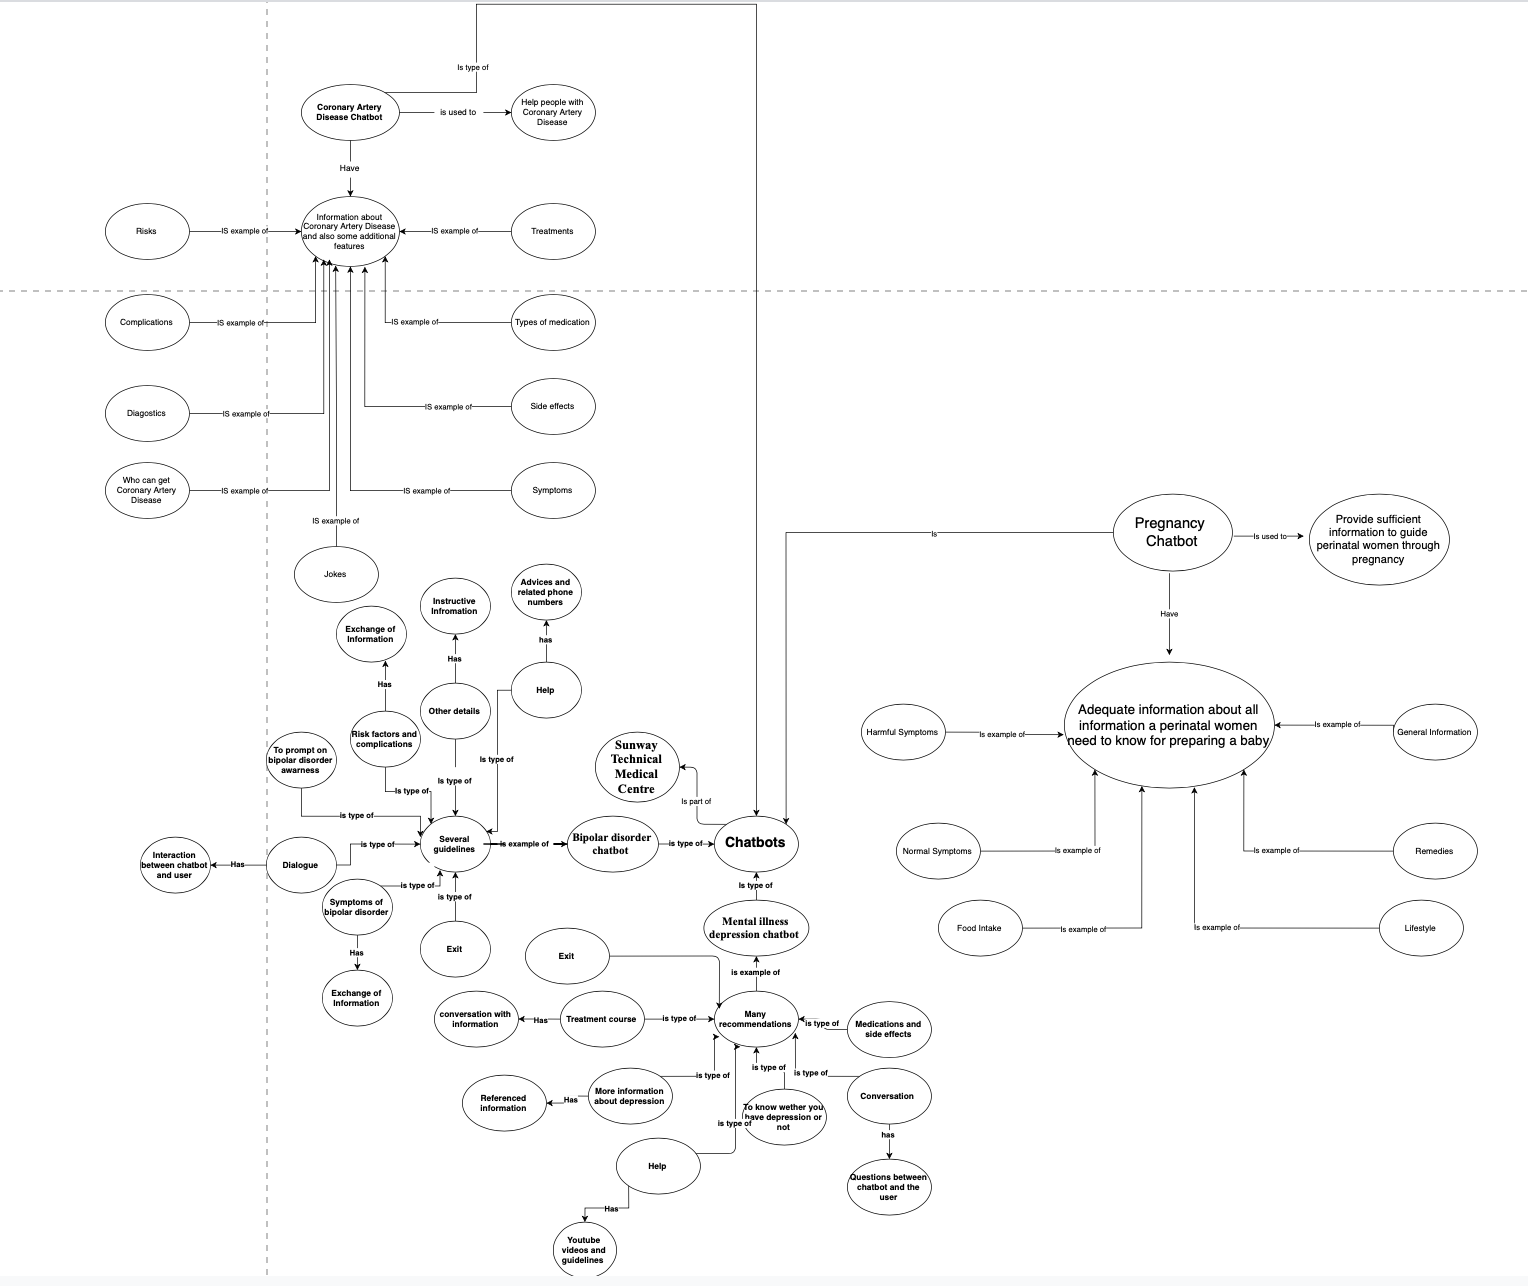 Is type of
Coronary Artery
Disease Chatbot
is used to
Help people with
Coronary Artery
Disease
Have
Risks
IS example of
Information about
Coronary Artery Disease
and also some additional
features
IS example of
Treatments
Complications
IS example of
IS example of
Types of medication
Diagostics
IS example of
IS example of
Side effects
Who can get
Coronary Artery
Disease
IS example of
IS example of
Symptoms
IS example of
Jokes
Pregnancy
Chatbot
Is
Is used to
Provide sufficient
information to guide
perinatal women through
pregnancy
Have
Adequate information about all
information a perinatal women
need to know for preparing a baby
Harmful Symptoms
Is example of
Is example of
General Information
Normal Symptoms
Is example of
Is example of
Remedies
Food Intake
Is example of
Is example of
Lifestyle
Exchange of
Information
Has
Instructive
Infromation
Has
Advices and
related phone
numbers
has
Help
Other details
Risk factors and
complications
To prompt on
bipolar disorder
awarness
is type of
Is type of
Is type of
Is type of
Sunway
Technical
Medical
Centre
Is part of
Interaction
between chatbot
and user
Has
Dialogue
is type of
Several
guidelines
is example of
Bipolar disorder
chatbot
is type of
Chatbots
Symptoms of
bipolar disorder
is type of
is type of
Has
Exchange of
Information
Exit
Is type of
Mental illness
depression chatbot
is example of
Exit
conversation with
information
Has
Treatment course
is type of
Many
recommendations
is type of
Medications and
side effects
Referenced
information
Has
More information
about depression
is type of
is type of
To know wether you
have depression or
not
is type of
Conversation
has
Questions between
chatbot and the
user
is type of
Help
Has
Youtube
videos and
guidelines